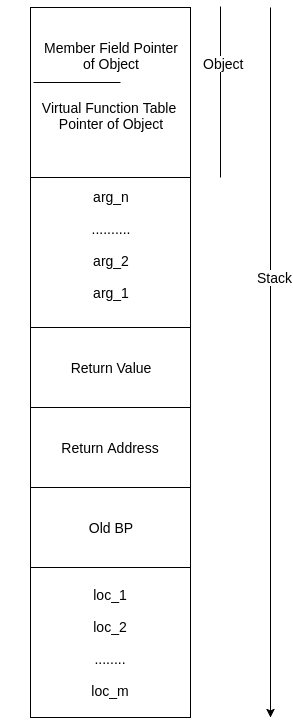 Member Field Pointer
of Object
Object
Virtual Function Table
Pointer of Object
arg_n
..........
arg_2
Stack
arg_1
Return Value
Return Address
Old BP
loc_1
loc_2
........
loc_m